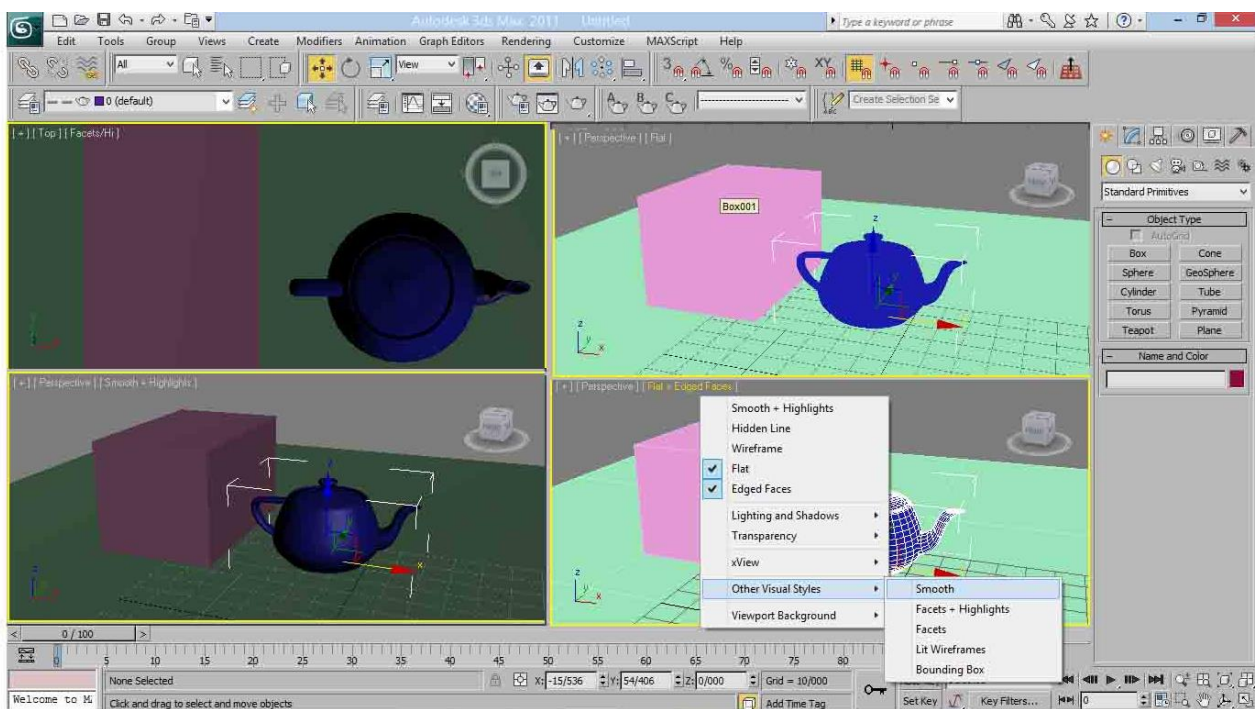 Autodesk 3ds Max 2011 Untitled
Type a keyword or phrase
Edit Tools Group Views Create Modifiers Animation Graph Editors Rendering Customize MAXScript Help
All
View
3
%
XY
0 (default)
A B C
ABC
Create Selection Se
[ + ] [ Top ] [ Facets/Hi ]
[ + ] [ Perspective ] [ Flat ]
Box001
z
y
x
z
y x
Standard Primitives
Object Type
AutoGrid
Box Cone
Sphere GeoSphere
Cylinder Tube
Torus Pyramid
Teapot Plane
Name and Color
[ + ] [ Perspective ] [ Smooth + Highlights ]
[ + ] [ Perspective ] [ Flat + Edged Faces ]
Smooth + Highlights
Hidden Line
Wireframe
Flat
Edged Faces
Lighting and Shadows
Transparency
xView
Other Visual Styles
Viewport Background
Smooth
Facets + Highlights
Facets
Lit Wireframes
Bounding Box
0 / 100
0 5 10 15 20 25 30 35 40 45 50 55 60 65 70 75 80
None Selected
X: -15/536 Y: 54/406 Z: 0/000 Grid = 10/000
Welcome to M
Click and drag to select and move objects
Add Time Tag
Set Key Key Filters... 0